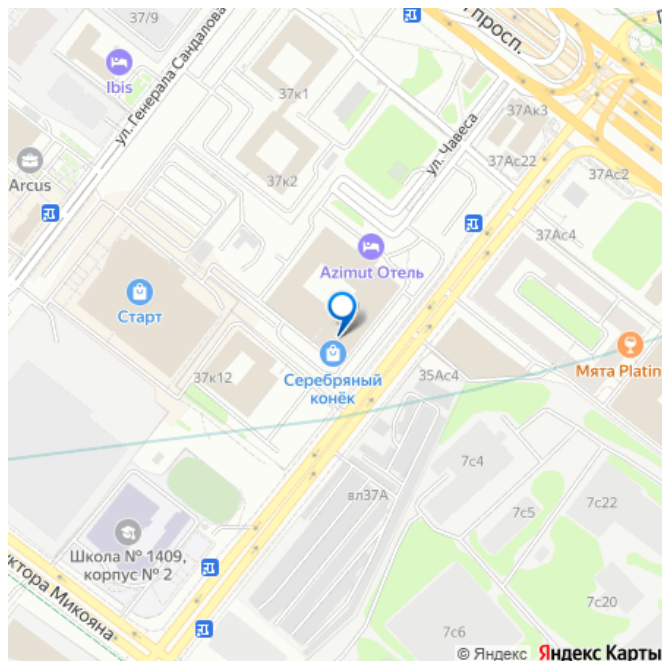 37/9
просп.
Ibis
ул. Генерала Сандалова
37к1
37Ак3
ул. Чавеса
37Ас22
37Ас2
Arcus
37к2
37Ас4
Azimut Отель
Старт
Мята Platin
37к12
Серебряный
конёк
35Ас4
7с4
7с22
вл37А
7с5
Школа № 1409,
корпус № 2
уктора Микояна
7с20
7с6
© Яндекс Яндекс Карты